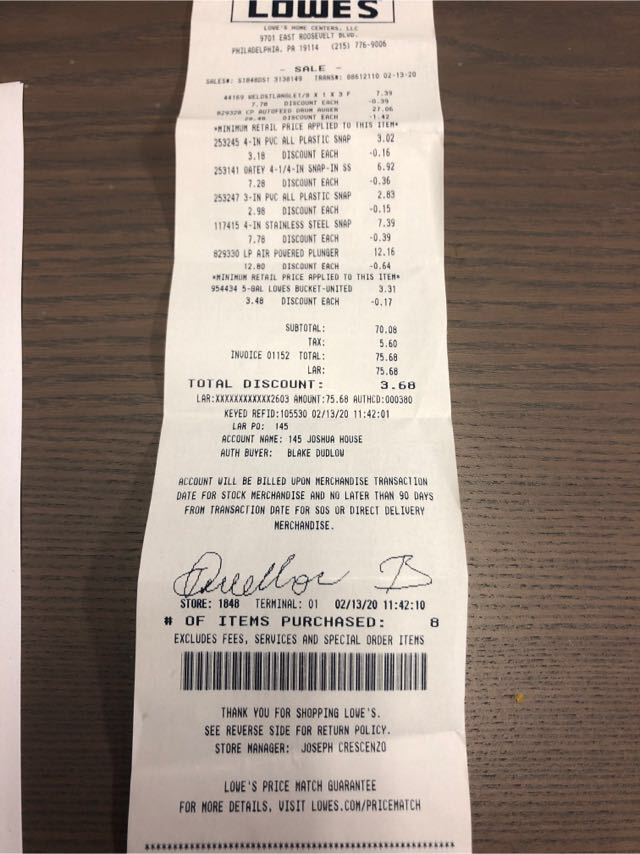 LOWE'S
LOWE'S HOME CENTERS, LLC
9701 EAST ROOSEVELT BLVD.
PHILADELPHIA, PA 19114 (215) 776-9006
- SALE -
SALES#: S1848DS1 3138149 TRANS#: 88612110 02-13-20
44169 WELDSTLANGLE1/8 X 1 X 3 F 7.39
7.78 DISCOUNT EACH -0.39
829328 CP AUTOFEED DRUM AUGER 27.06
28.48 DISCOUNT EACH -1.42
*MINIMUM RETAIL PRICE APPLIED TO THIS ITEM*
253245 4-IN PVC ALL PLASTIC SNAP 3.02
3.18 DISCOUNT EACH -0.16
253141 OATEY 4-1/4-IN SNAP-IN SS 6.92
7.28 DISCOUNT EACH -0.36
253247 3-IN PVC ALL PLASTIC SNAP 2.83
2.98 DISCOUNT EACH -0.15
117415 4-IN STAINLESS STEEL SNAP 7.39
7.78 DISCOUNT EACH -0.39
829330 LP AIR POWERED PLUNGER 12.16
12.80 DISCOUNT EACH -0.64
*MINIMUM RETAIL PRICE APPLIED TO THIS ITEM*
954434 5-GAL LOWES BUCKET-UNITED 3.31
3.48 DISCOUNT EACH -0.17
SUBTOTAL: 70.08
TAX: 5.60
INVOICE 01152 TOTAL: 75.68
LAR: 75.68
TOTAL DISCOUNT: 3.68
LAR:XXXXXXXXXXXX2603 AMOUNT:75.68 AUTHCD:000380
KEYED REFID:105530 02/13/20 11:42:01
LAR PO: 145
ACCOUNT NAME: 145 JOSHUA HOUSE
AUTH BUYER: BLAKE DUDLOW
ACCOUNT WILL BE BILLED UPON MERCHANDISE TRANSACTION
DATE FOR STOCK MERCHANDISE AND NO LATER THAN 90 DAYS
FROM TRANSACTION DATE FOR SOS OR DIRECT DELIVERY
MERCHANDISE.
STORE: 1848 TERMINAL: 01 02/13/20 11:42:10
# OF ITEMS PURCHASED: 8
EXCLUDES FEES, SERVICES AND SPECIAL ORDER ITEMS
THANK YOU FOR SHOPPING LOWE'S.
SEE REVERSE SIDE FOR RETURN POLICY.
STORE MANAGER: JOSEPH CRESCENZO
LOWE'S PRICE MATCH GUARANTEE
FOR MORE DETAILS, VISIT LOWES.COM/PRICEMATCH